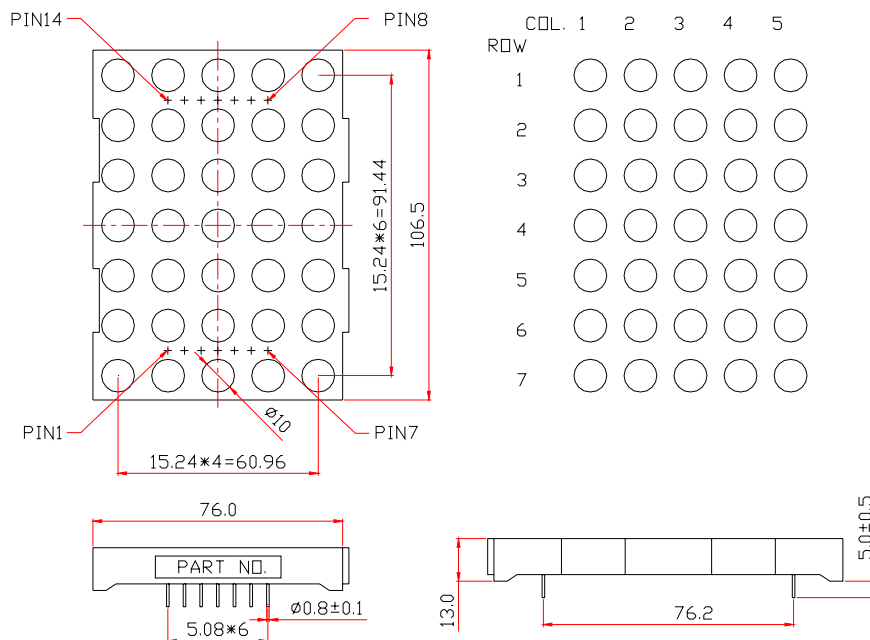 PIN14
PIN8
COL. 1 2 3 4 5
ROW
1
2
3
4
5
6
7
15.24*6=91.44
106.5
Ø10
PIN1
PIN7
15.24*4=60.96
76.0
PART NO.
Ø0.8±0.1
5.08*6
13.0
76.2
5.0±0.5